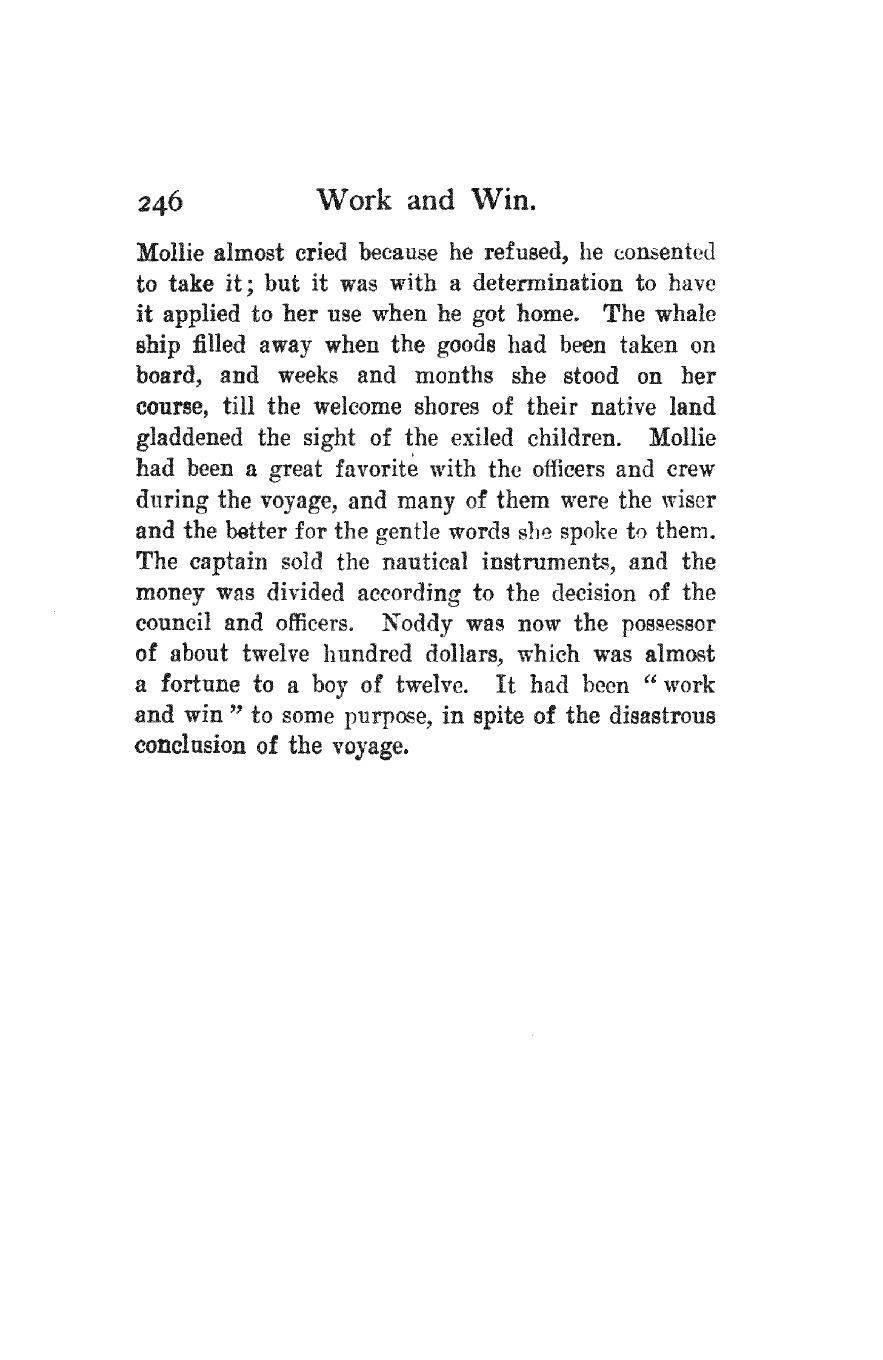 246 Work and Win.
Mollie almost cried because he refused, he consented
to take it; but it was with a determination to have
it applied to her use when he got home. The whale
ship filled away when the goods had been taken on
board, and weeks and months she stood on her
course, till the welcome shores of their native land
gladdened the sight of the exiled children. Mollie
had been a great favorite with the officers and crew
during the voyage, and many of them were the wiser
and the better for the gentle words she spoke to them.
The captain sold the nautical instruments, and the
money was divided according to the decision of the
council and officers. Noddy was now the possessor
of about twelve hundred dollars, which was almost
a fortune to a boy of twelve. It had been “ work
and win ” to some purpose, in spite of the disastrous
conclusion of the voyage.